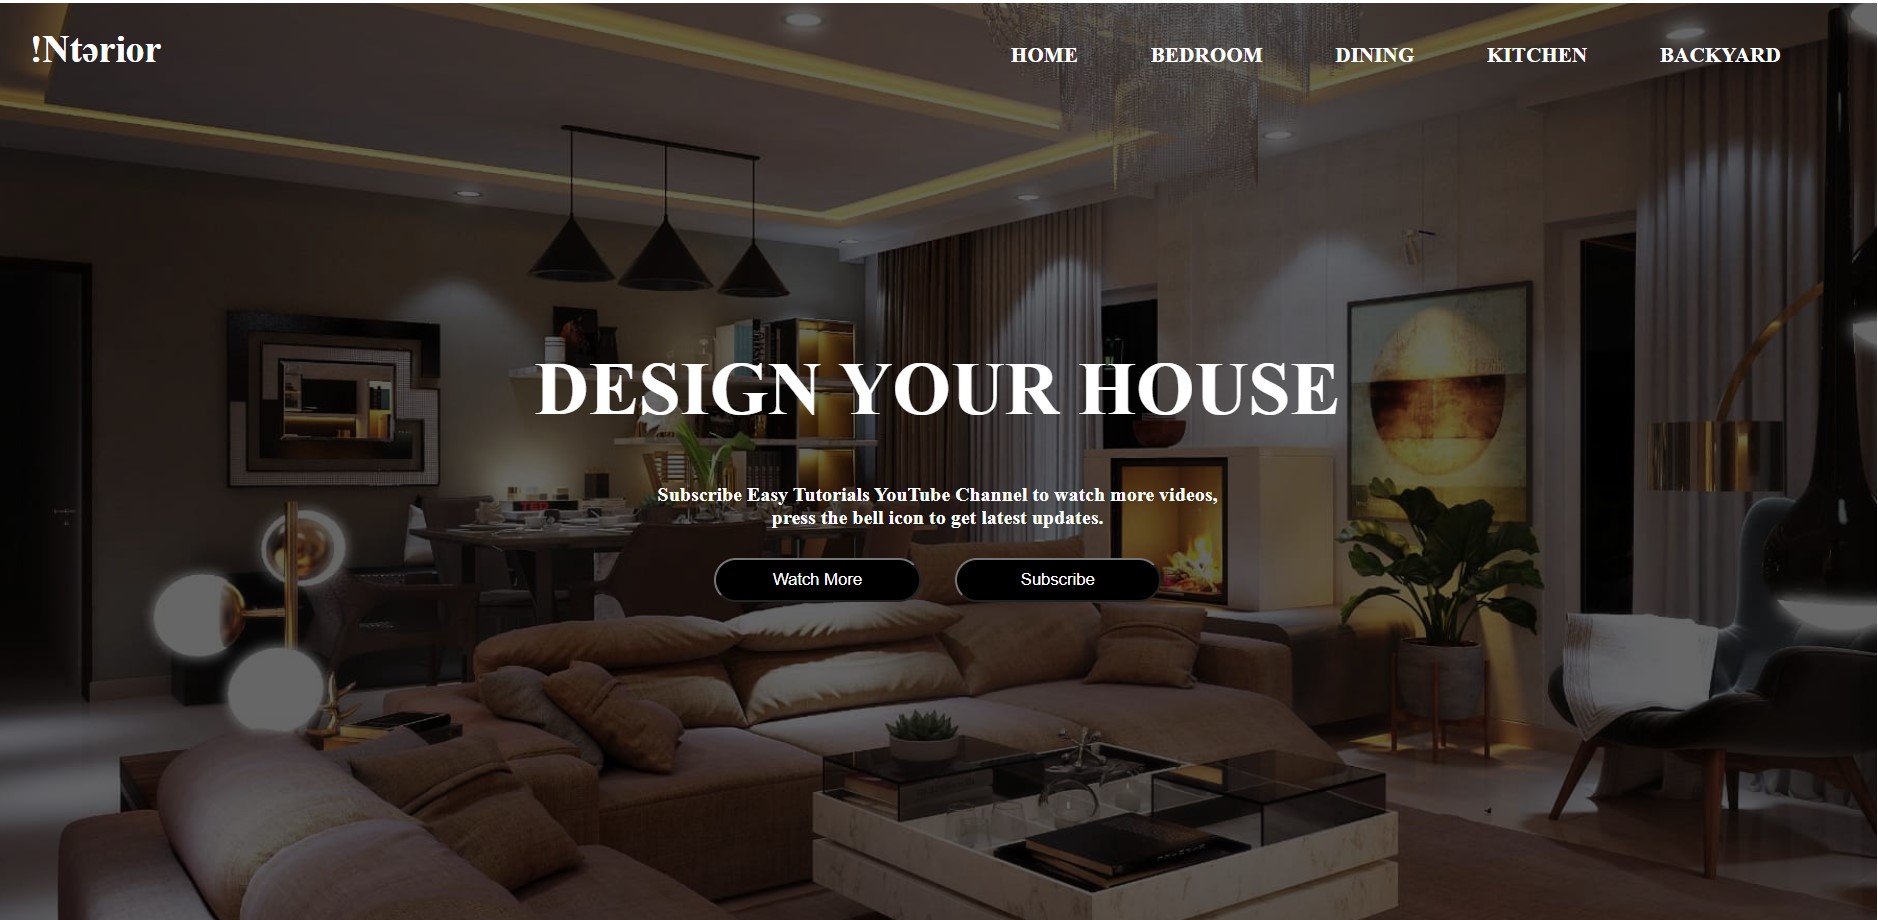 !Ntərior
HOME BEDROOM DINING KITCHEN BACKYARD
DESIGN YOUR HOUSE
Subscribe Easy Tutorials YouTube Channel to watch more videos,
press the bell icon to get latest updates.
Watch More Subscribe